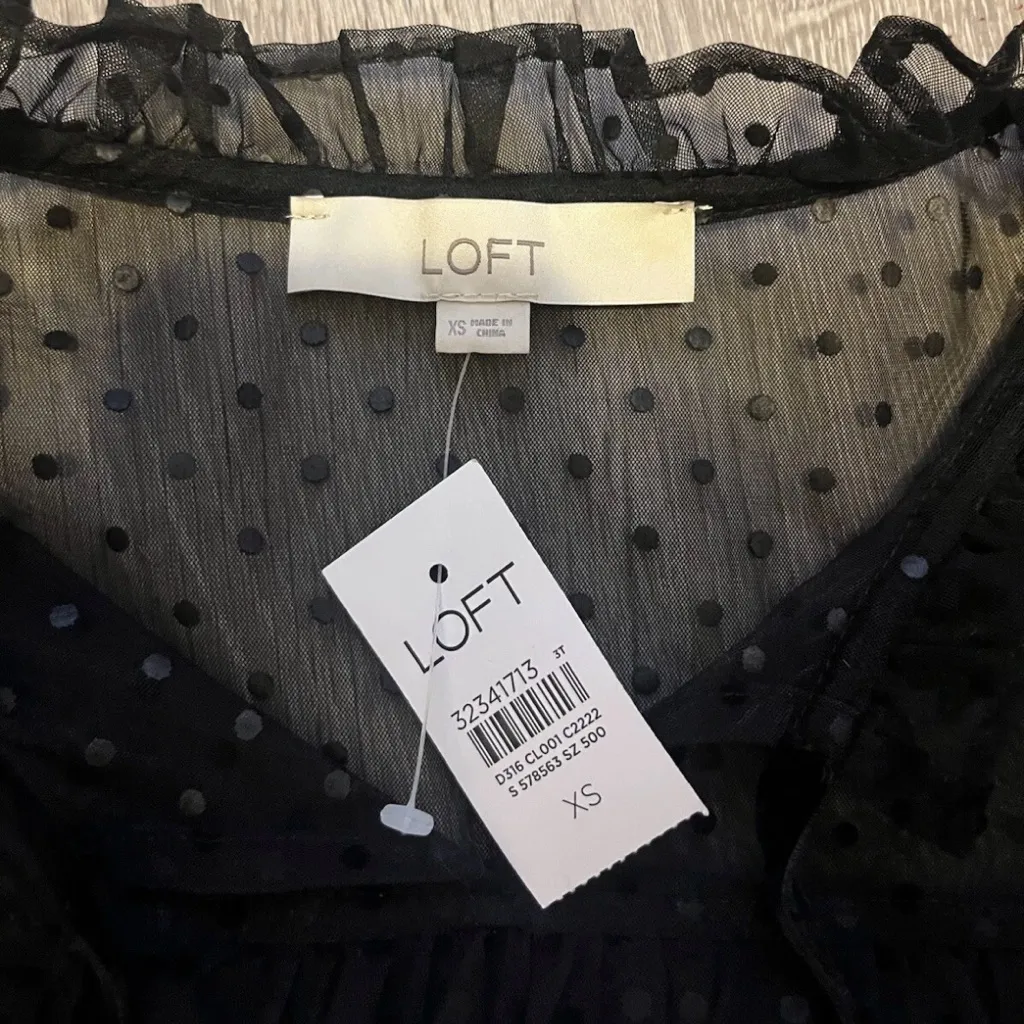 LOFT
XS MADE IN
CHINA
LOFT
32341713 3T
D316 CL001 C2222
S 578563 SZ 500
XS